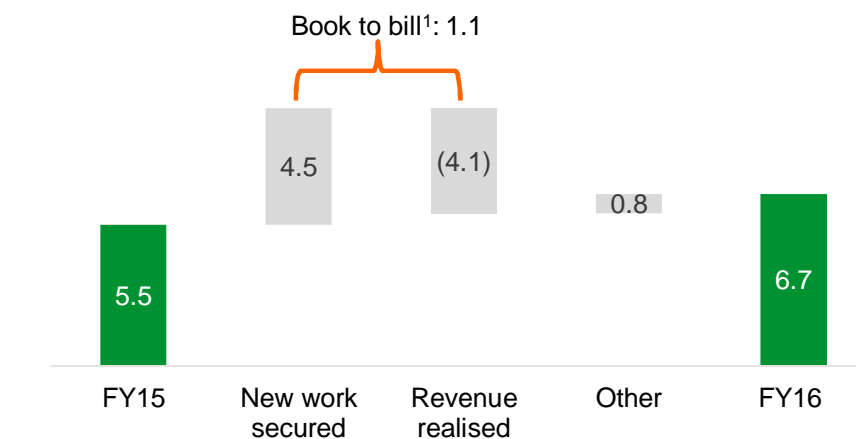 Book to bill¹: 1.1
4.5
(4.1)
0.8
5.5
6.7
FY15
New work
secured
Revenue
realised
Other
FY16